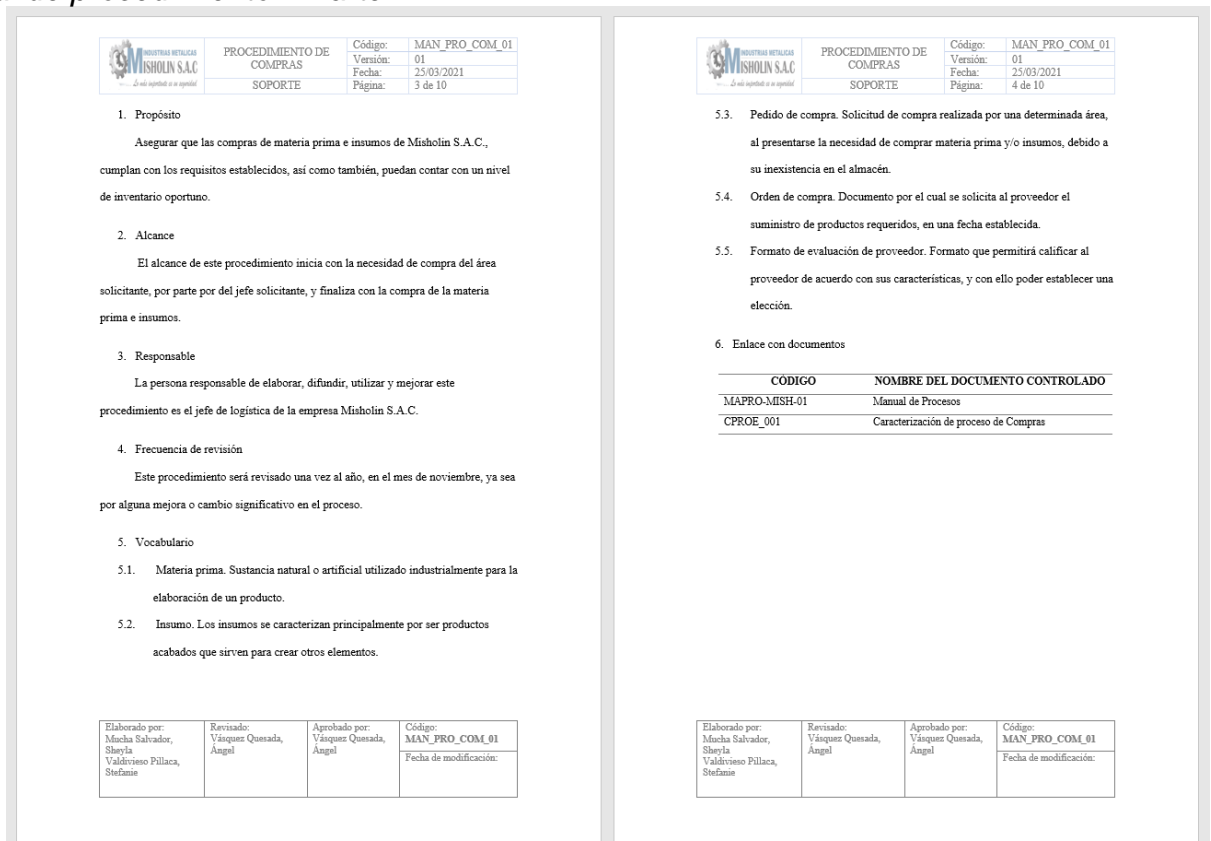 INDUSTRIAS METALICAS
MISHOLIN S.A.C
PROCEDIMIENTO DE
COMPRAS
SOPORTE
Código: MAN_PRO_COM_01
Versión: 01
Fecha: 25/03/2021
Página: 3 de 10
1. Propósito
Asegurar que las compras de materia prima e insumos de Misholin S.A.C.,
cumplan con los requisitos establecidos, así como también, puedan contar con un nivel
de inventario oportuno.
2. Alcance
El alcance de este procedimiento inicia con la necesidad de compra del área
solicitante, por parte por del jefe solicitante, y finaliza con la compra de la materia
prima e insumos.
3. Responsable
La persona responsable de elaborar, difundir, utilizar y mejorar este
procedimiento es el jefe de logística de la empresa Misholin S.A.C.
4. Frecuencia de revisión
Este procedimiento será revisado una vez al año, en el mes de noviembre, ya sea
por alguna mejora o cambio significativo en el proceso.
5. Vocabulario
5.1. Materia prima. Sustancia natural o artificial utilizado industrialmente para la
elaboración de un producto.
5.2. Insumo. Los insumos se caracterizan principalmente por ser productos
acabados que sirven para crear otros elementos.
Elaborado por:
Mucha Salvador,
Sheyla
Valdivieso Pillaca,
Stefanie
Revisado:
Vásquez Quesada,
Ángel
Aprobado por:
Vásquez Quesada,
Ángel
Código:
MAN_PRO_COM_01
Fecha de modificación:
INDUSTRIAS METALICAS
MISHOLIN S.A.C
PROCEDIMIENTO DE
COMPRAS
SOPORTE
Código: MAN_PRO_COM_01
Versión: 01
Fecha: 25/03/2021
Página: 4 de 10
5.3. Pedido de compra. Solicitud de compra realizada por una determinada área,
al presentarse la necesidad de comprar materia prima y/o insumos, debido a
su inexistencia en el almacén.
5.4. Orden de compra. Documento por el cual se solicita al proveedor el
suministro de productos requeridos, en una fecha establecida.
5.5. Formato de evaluación de proveedor. Formato que permitirá calificar al
proveedor de acuerdo con sus características, y con ello poder establecer una
elección.
6. Enlace con documentos
CÓDIGO NOMBRE DEL DOCUMENTO CONTROLADO
MAPRO-MISH-01 Manual de Procesos
CPROE_001 Caracterización de proceso de Compras
Elaborado por:
Mucha Salvador,
Sheyla
Valdivieso Pillaca,
Stefanie
Revisado:
Vásquez Quesada,
Ángel
Aprobado por:
Vásquez Quesada,
Ángel
Código:
MAN_PRO_COM_01
Fecha de modificación: